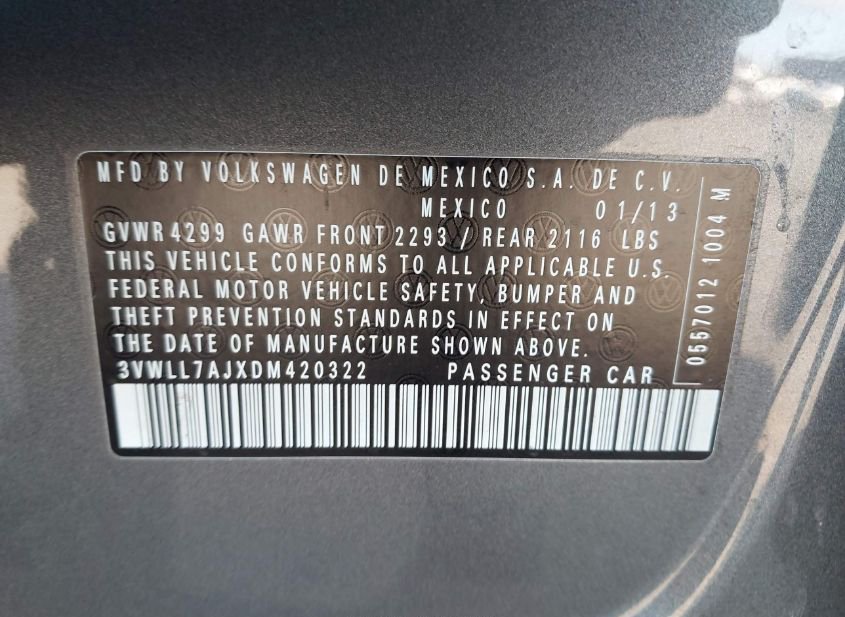 MFD BY VOLKSWAGEN DE MEXICO S.A. DE C.V.
MEXICO 01/13
GVWR 4299 GAWR FRONT 2293 / REAR 2116 LBS
THIS VEHICLE CONFORMS TO ALL APPLICABLE U.S.
FEDERAL MOTOR VEHICLE SAFETY, BUMPER AND
THEFT PREVENTION STANDARDS IN EFFECT ON
THE DATE OF MANUFACTURE SHOWN ABOVE.
3VWLL7AJXDM420322 PASSENGER CAR
0557012 1004 M